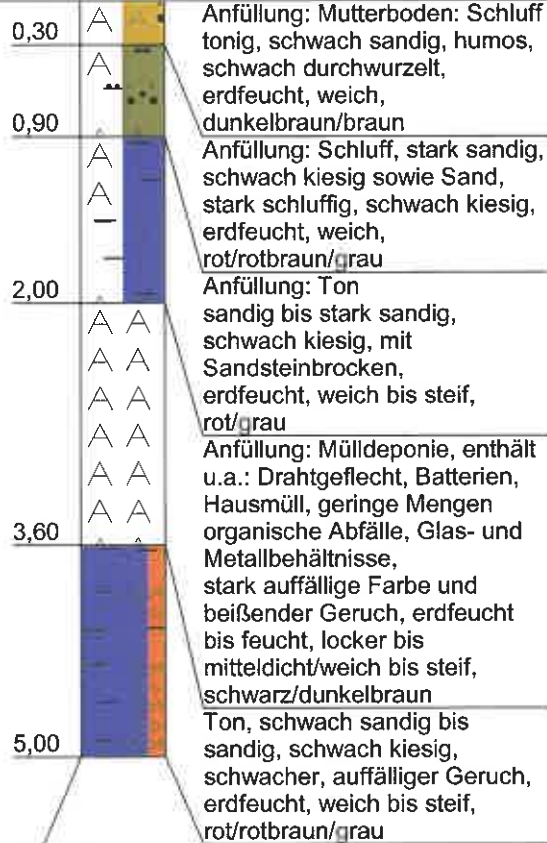 Anfüllung: Mutterboden: Schluff
tonig, schwach sandig, humos,
schwach durchwurzelt,
erdfeucht, weich,
dunkelbraun/braun
0,30
Anfüllung: Schluff, stark sandig,
schwach kiesig sowie Sand,
stark schluffig, schwach kiesig,
erdfeucht, weich,
rot/rotbraun/grau
0,90
Anfüllung: Ton
sandig bis stark sandig,
schwach kiesig, mit
Sandsteinbrocken,
erdfeucht, weich bis steif,
rot/grau
2,00
Anfüllung: Mülldeponie, enthält
u.a.: Drahtgeflecht, Batterien,
Hausmüll, geringe Mengen
organische Abfälle, Glas- und
Metallbehältnisse,
stark auffällige Farbe und
beißender Geruch, erdfeucht
bis feucht, locker bis
mitteldicht/weich bis steif,
schwarz/dunkelbraun
3,60
Ton, schwach sandig bis
sandig, schwach kiesig,
schwacher, auffälliger Geruch,
erdfeucht, weich bis steif,
rot/rotbraun/grau
5,00
A
A
A
A
A A
A A
A A
A A
A A
A A